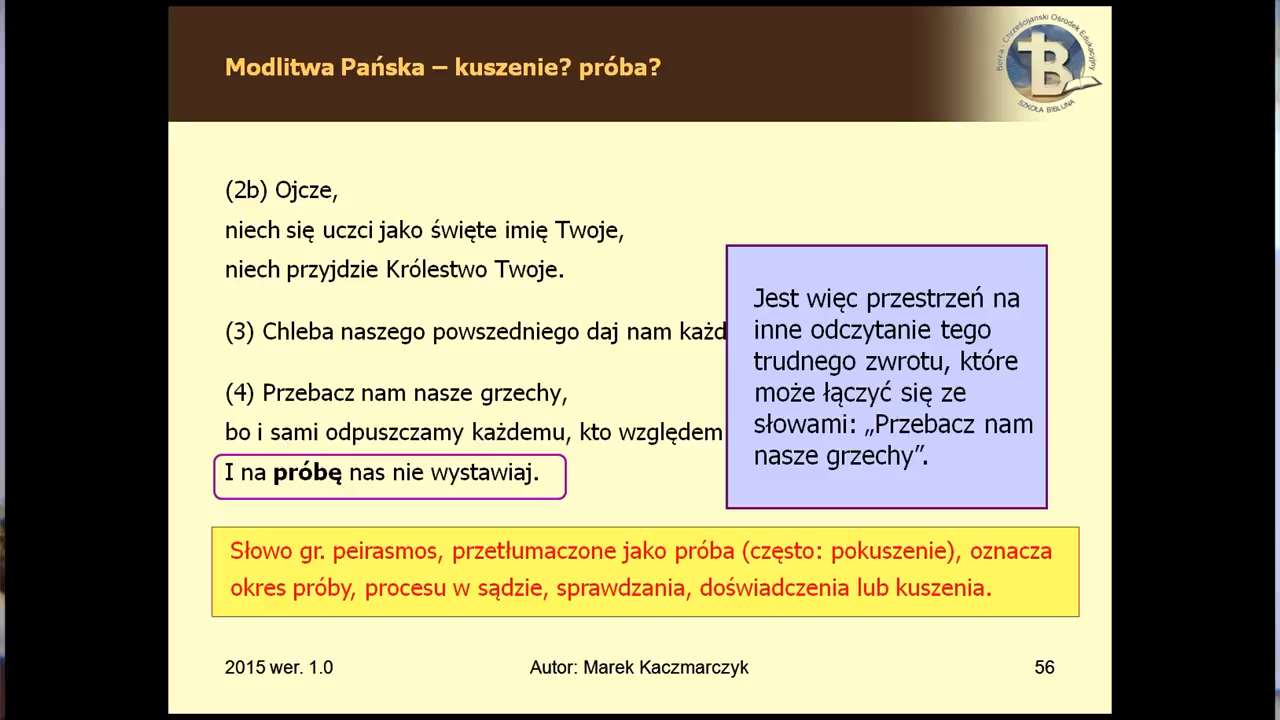 Modlitwa Pańska – kuszenie? próba?
Berea - Chrześcijański Ośrodek Edukacyjny
B
SZKOŁA BIBLIJNA
(2b) Ojcze,
niech się uczci jako święte imię Twoje,
niech przyjdzie Królestwo Twoje.
(3) Chleba naszego powszedniego daj nam każd
(4) Przebacz nam nasze grzechy,
bo i sami odpuszczamy każdemu, kto względem
I na próbę nas nie wystawiaj.
Jest więc przestrzeń na
inne odczytanie tego
trudnego zwrotu, które
może łączyć się ze
słowami: „Przebacz nam
nasze grzechy”.
Słowo gr. peirasmos, przetłumaczone jako próba (często: pokuszenie), oznacza
okres próby, procesu w sądzie, sprawdzania, doświadczenia lub kuszenia.
2015 wer. 1.0
Autor: Marek Kaczmarczyk
56